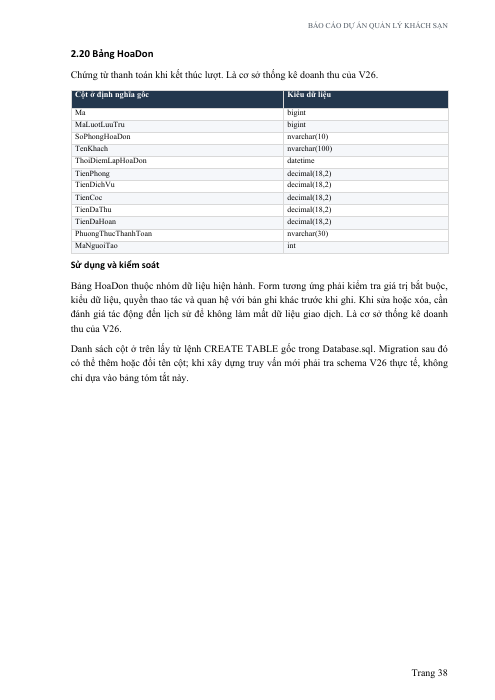 BÁO CÁO DỰ ÁN QUẢN LÝ KHÁCH SẠN
2.20 Bảng HoaDon
Chứng từ thanh toán khi kết thúc lượt. Là cơ sở thống kê doanh thu của V26.
Cột ở định nghĩa gốc Kiểu dữ liệu
Ma bigint
MaLuotLuuTru bigint
SoPhongHoaDon nvarchar(10)
TenKhach nvarchar(100)
ThoiDiemLapHoaDon datetime
TienPhong decimal(18,2)
TienDichVu decimal(18,2)
TienCoc decimal(18,2)
TienDaThu decimal(18,2)
TienDaHoan decimal(18,2)
PhuongThucThanhToan nvarchar(30)
MaNguoiTao int
Sử dụng và kiểm soát
Bảng HoaDon thuộc nhóm dữ liệu hiện hành. Form tương ứng phải kiểm tra giá trị bắt buộc,
kiểu dữ liệu, quyền thao tác và quan hệ với bản ghi khác trước khi ghi. Khi sửa hoặc xóa, cần
đánh giá tác động đến lịch sử để không làm mất dữ liệu giao dịch. Là cơ sở thống kê doanh
thu của V26.
Danh sách cột ở trên lấy từ lệnh CREATE TABLE gốc trong Database.sql. Migration sau đó
có thể thêm hoặc đổi tên cột; khi xây dựng truy vấn mới phải tra schema V26 thực tế, không
chỉ dựa vào bảng tóm tắt này.
Trang 38